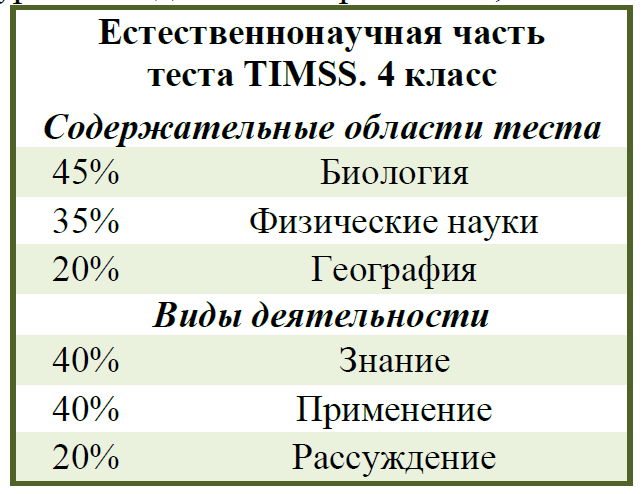 Естественнонаучная часть
теста TIMSS. 4 класс
Содержательные области теста
45% Биология
35% Физические науки
20% География
Виды деятельности
40% Знание
40% Применение
20% Рассуждение